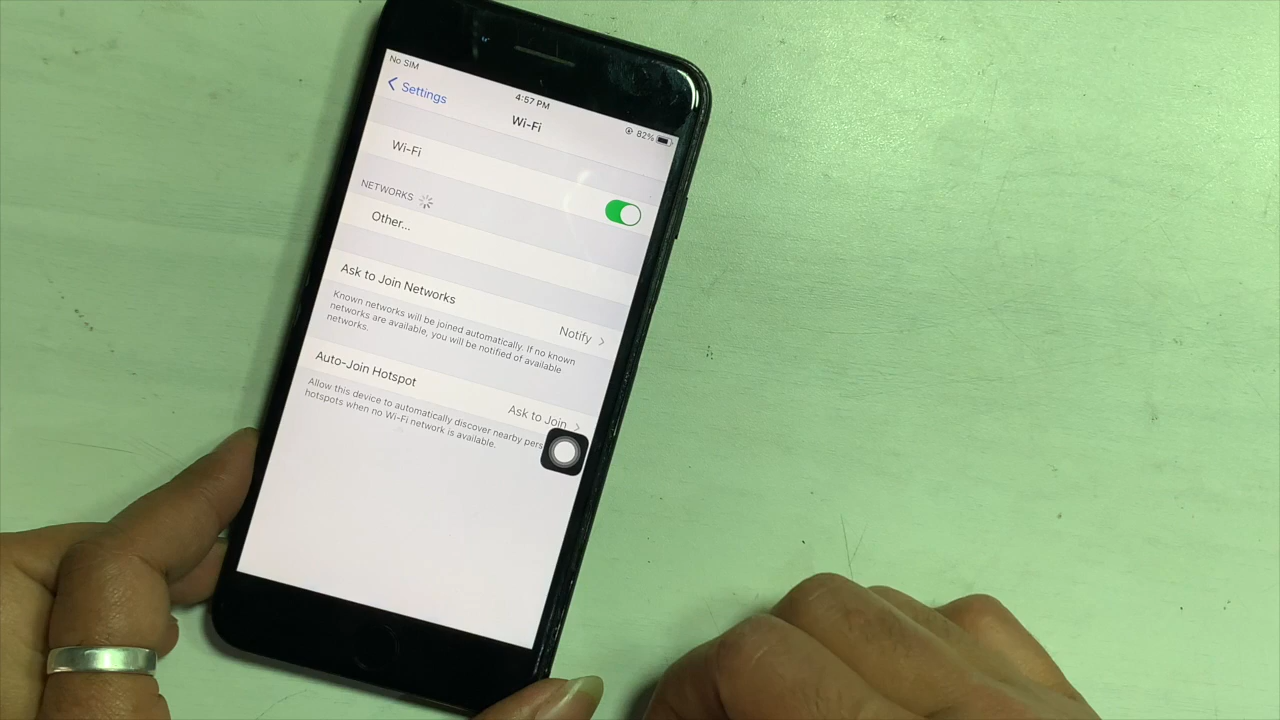 No SIM
4:57 PM
82%
Settings
Wi-Fi
Wi-Fi
NETWORKS
Other...
Ask to Join Networks
Notify
Known networks will be joined automatically. If no known
networks are available, you will be notified of available
networks.
Auto-Join Hotspot
Ask to Join
Allow this device to automatically discover nearby pers
hotspots when no Wi-Fi network is available.